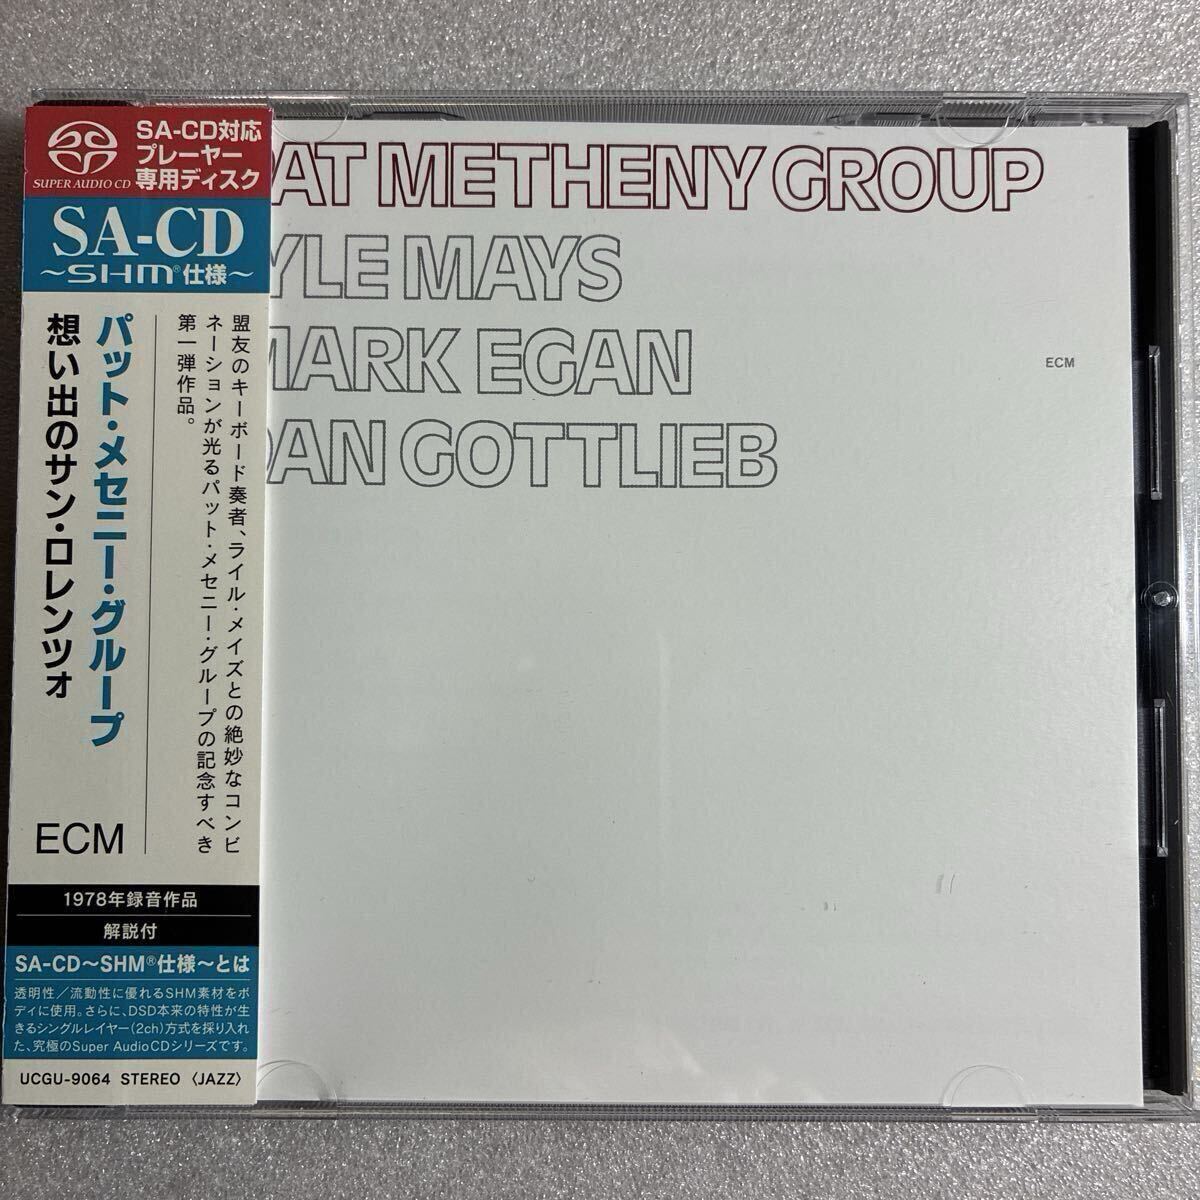 SUPER AUDIO CD
SA-CD対応
プレーヤー
専用ディスク
SA-CD
～SHM®仕様～
パット・メセニー・グループ
想い出のサン・ロレンツォ
盟友のキーボード奏者、ライル・メイズとの絶妙なコンビ
ネーションが光るパット・メセニー・グループの記念すべき
第一弾作品。
ECM
1978年録音作品
解説付
SA-CD～SHM®仕様～とは
透明性／流動性に優れるSHM素材をボ
ディに使用。さらに、DSD本来の特性が生
きるシングルレイヤー(2ch)方式を採り入れ
た、究極のSuper AudioCDシリーズです。
UCGU-9064 STEREO 〈JAZZ〉
PAT METHENY GROUP
YLE MAYS
MARK EGAN
DAN GOTTLIEB
ECM